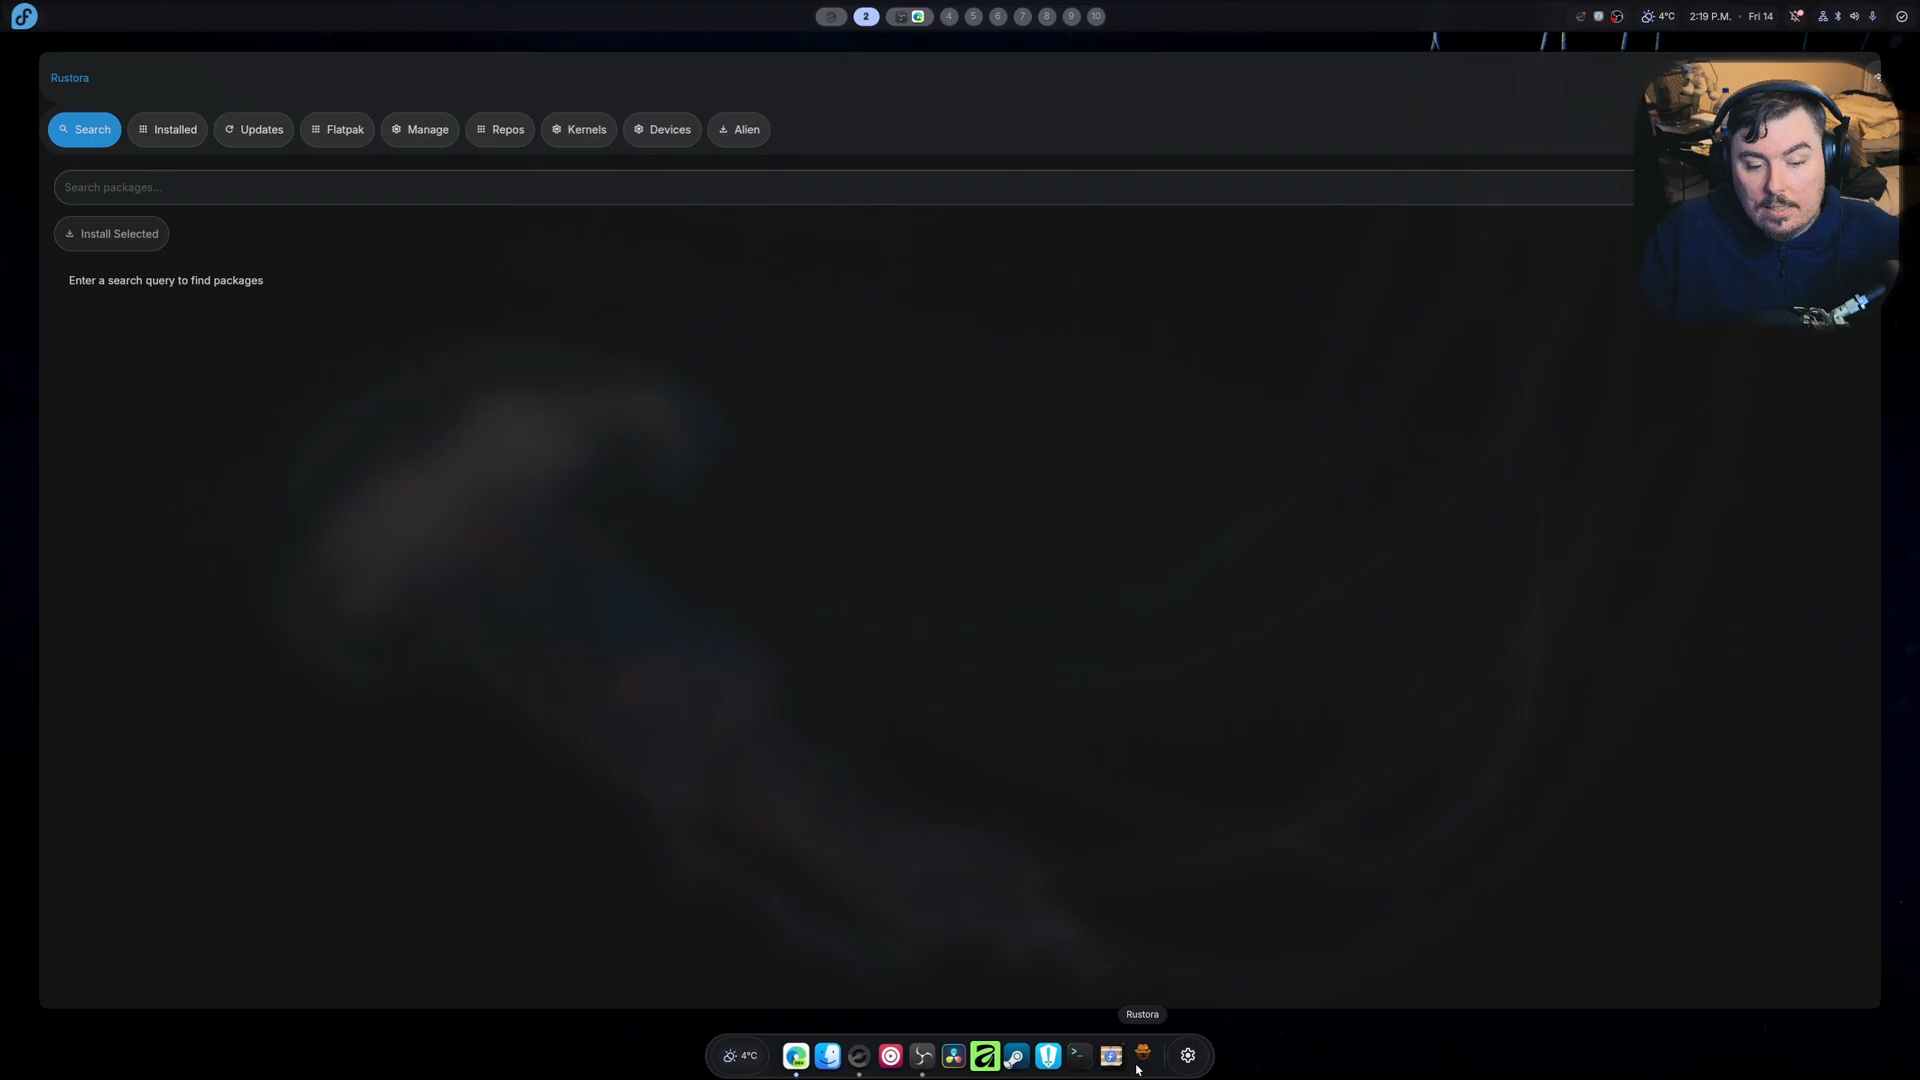 2 4 5 6 7 8 9 10
4°C 2:19 P.M. • Fri 14
Rustora
Search Installed Updates Flatpak Manage Repos Kernels Devices Alien
Search packages...
Install Selected
Enter a search query to find packages
Rustora
4°C DEV >_